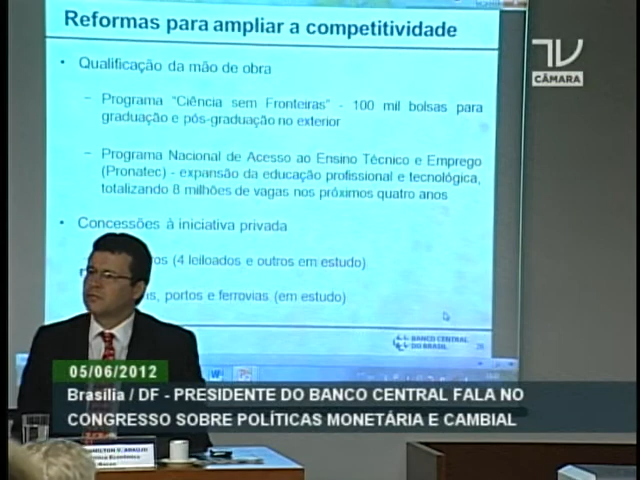 Reformas para ampliar a competitividade
TV
CÂMARA
• Qualificação da mão de obra
– Programa "Ciência sem Fronteiras" - 100 mil bolsas para
graduação e pós-graduação no exterior
– Programa Nacional de Acesso ao Ensino Técnico e Emprego
(Pronatec) - expansão da educação profissional e tecnológica,
totalizando 8 milhões de vagas nos próximos quatro anos
• Concessões à iniciativa privada
(4 leiloados e outros em estudo)
portos e ferrovias (em estudo)
BANCO CENTRAL
DO BRASIL
05/06/2012
Brasília / DF - PRESIDENTE DO BANCO CENTRAL FALA NO
CONGRESSO SOBRE POLÍTICAS MONETÁRIA E CAMBIAL